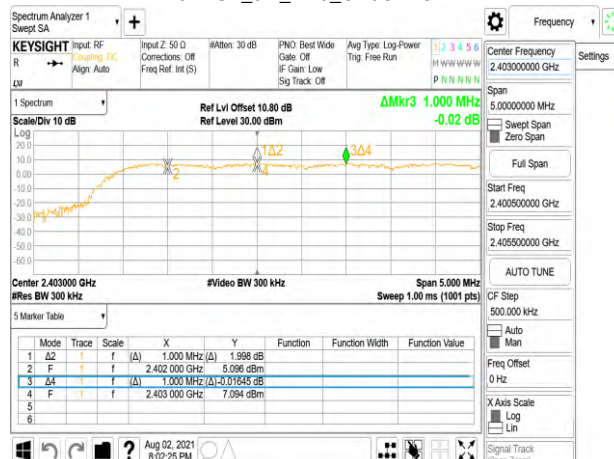 Spectrum Analyzer 1
Swept SA
Frequency
KEYSIGHT
R
Input: RF
Coupling: DC
Align: Auto
Input Z: 50 Ω
Corrections: Off
Freq Ref: Int (S)
#Atten: 30 dB
PNO: Best Wide
Gate: Off
IF Gain: Low
Sig Track: Off
Avg Type: Log-Power
Trig: Free Run
1 2 3 4 5 6
M W W W W W
P N N N N N
Settings
Center Frequency
2.403000000 GHz
Span
5.00000000 MHz
Swept Span
Zero Span
Full Span
Start Freq
2.400500000 GHz
Stop Freq
2.405500000 GHz
AUTO TUNE
CF Step
500.000 kHz
Auto
Man
Freq Offset
0 Hz
X Axis Scale
Log
Lin
Signal Track
1 Spectrum
Scale/Div 10 dB
Ref Lvl Offset 10.80 dB
Ref Level 30.00 dBm
ΔMkr3 1.000 MHz
-0.02 dB
Log
20.0
10.0
0.00
-10.0
-20.0
-30.0
-40.0
-50.0
-60.0
2
1Δ2
4
3Δ4
Center 2.403000 GHz
#Res BW 300 kHz
#Video BW 300 kHz
Span 5.000 MHz
Sweep 1.00 ms (1001 pts)
5 Marker Table
Mode Trace Scale X Y Function Function Width Function Value
1 Δ2 1 f (Δ) 1.000 MHz (Δ) 1.998 dB
2 F 1 f 2.402 000 GHz 5.096 dBm
3 Δ4 1 f (Δ) 1.000 MHz (Δ) -0.01645 dB
4 F 1 f 2.403 000 GHz 7.094 dBm
5
6
Aug 02, 2021
8:02:25 PM